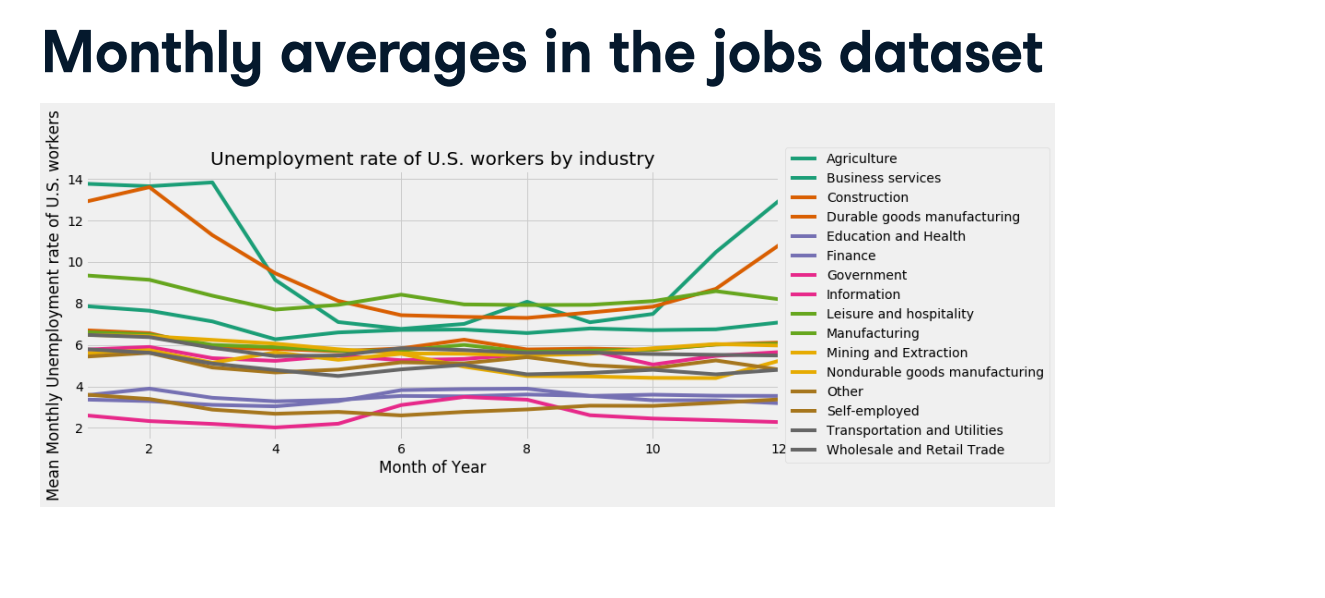 Monthly averages in the jobs dataset
Unemployment rate of U.S. workers by industry
Mean Monthly Unemployment rate of U.S. workers
14
12
10
8
6
4
2
2 4 6 8 10 12
Month of Year
Agriculture
Business services
Construction
Durable goods manufacturing
Education and Health
Finance
Government
Information
Leisure and hospitality
Manufacturing
Mining and Extraction
Nondurable goods manufacturing
Other
Self-employed
Transportation and Utilities
Wholesale and Retail Trade